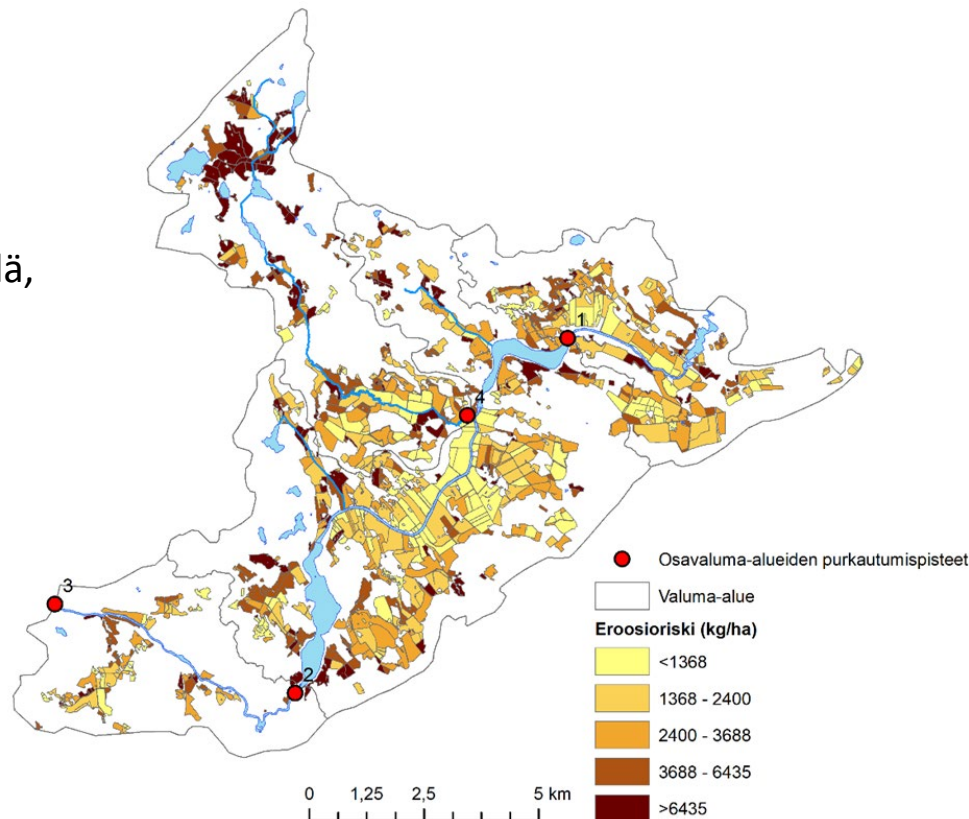 lä,
1
4
3
2
Osavaluma-alueiden purkautumispisteet
Valuma-alue
Eroosioriski (kg/ha)
<1368
1368 - 2400
2400 - 3688
3688 - 6435
>6435
0 1,25 2,5 5 km